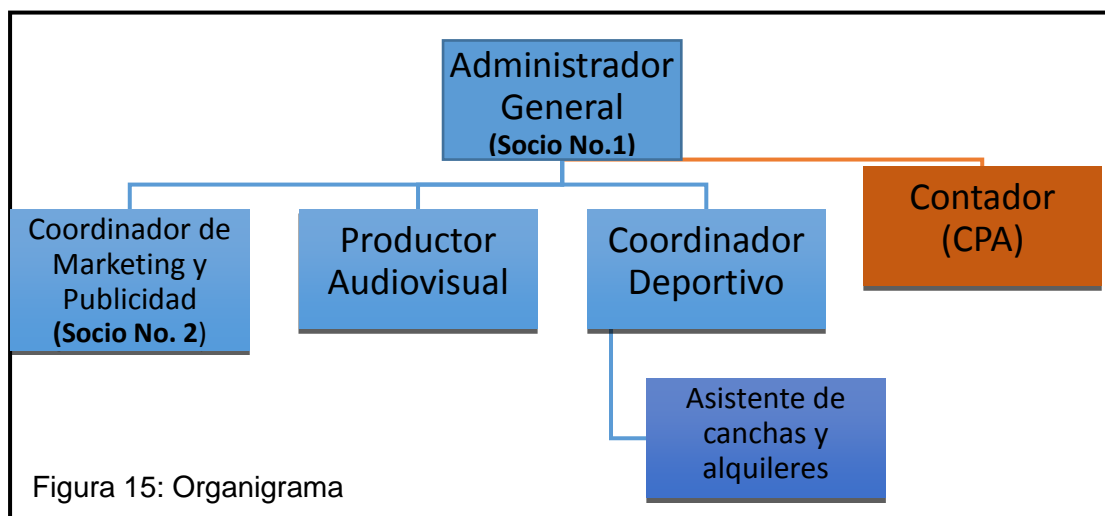 Administrador
General
(Socio No.1)
Coordinador de
Marketing y
Publicidad
(Socio No. 2)
Productor
Audiovisual
Coordinador
Deportivo
Contador
(CPA)
Asistente de
canchas y
alquileres
Figura 15: Organigrama